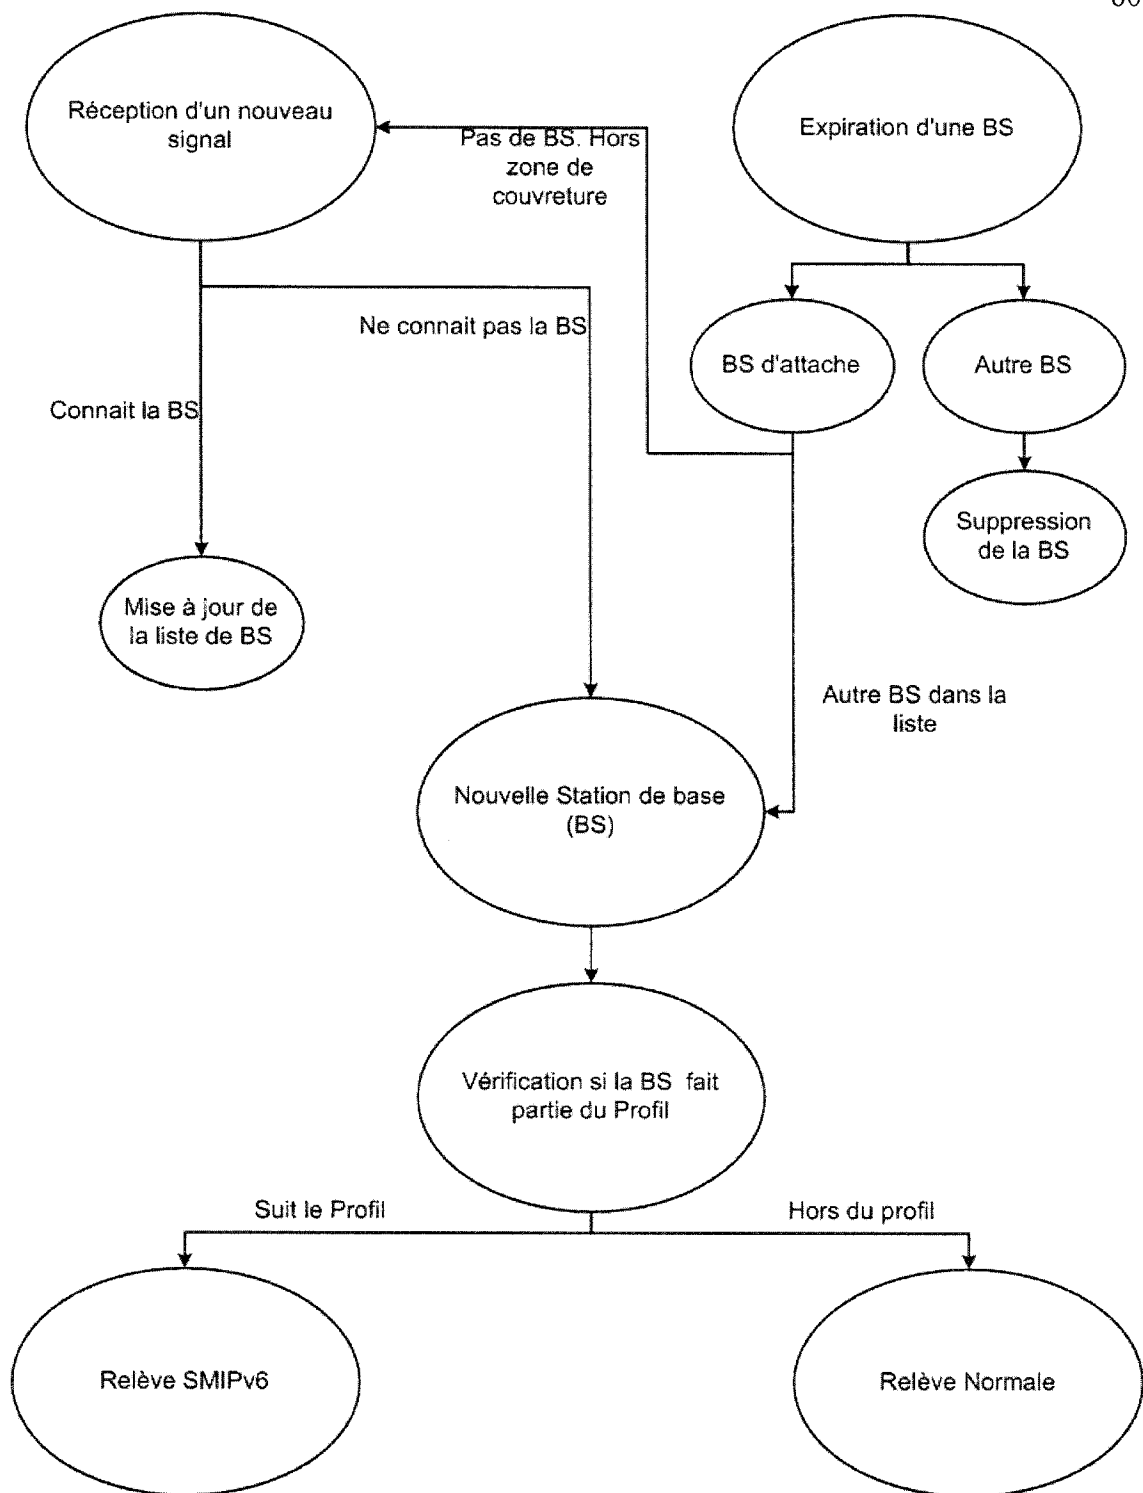 Réception d'un nouveau
signal
Pas de BS. Hors
zone de
couvreture
Expiration d'une BS
Ne connait pas la BS
BS d'attache
Autre BS
Connait la BS
Suppression
de la BS
Mise à jour de
la liste de BS
Autre BS dans la
liste
Nouvelle Station de base
(BS)
Vérification si la BS fait
partie du Profil
Suit le Profil
Hors du profil
Relève SMIPv6
Relève Normale